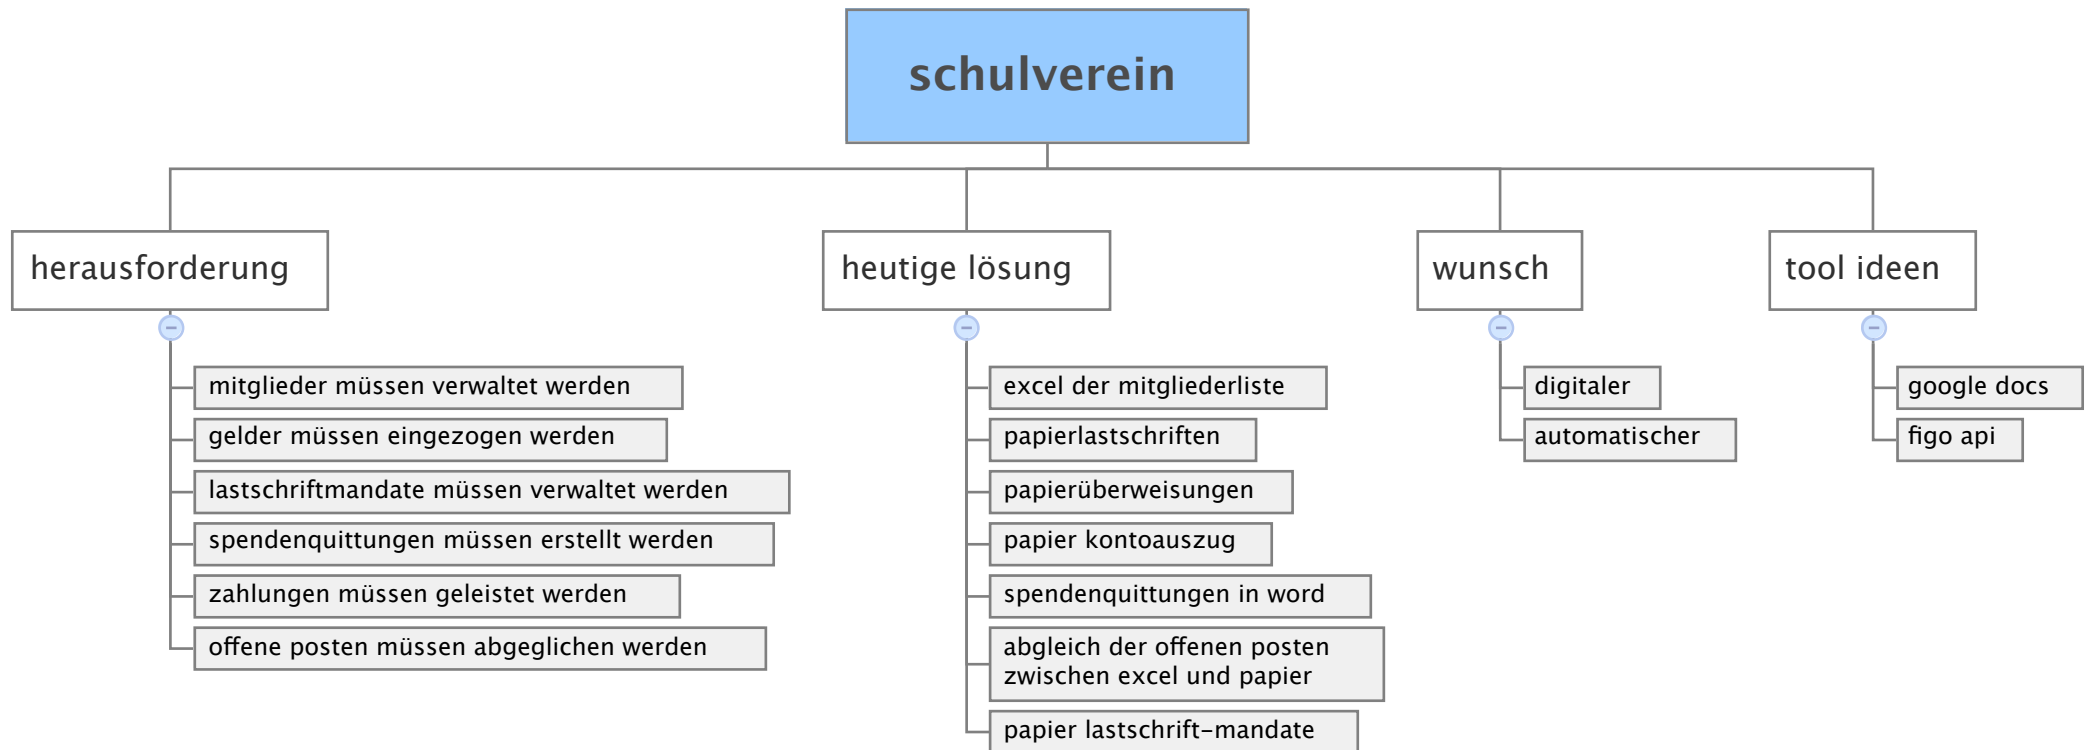 schulverein
herausforderung
mitglieder müssen verwaltet werden
gelder müssen eingezogen werden
lastschriftmandate müssen verwaltet werden
spendenquittungen müssen erstellt werden
zahlungen müssen geleistet werden
offene posten müssen abgeglichen werden
heutige lösung
excel der mitgliederliste
papierlastschriften
papierüberweisungen
papier kontoauszug
spendenquittungen in word
abgleich der offenen posten
zwischen excel und papier
papier lastschrift-mandate
wunsch
digitaler
automatischer
tool ideen
google docs
figo api